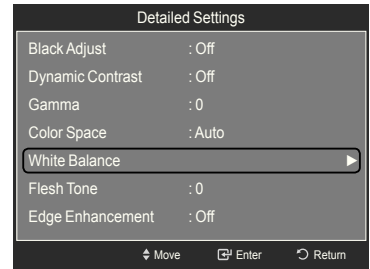 Detailed Settings
Black Adjust : Off
Dynamic Contrast : Off
Gamma : 0
Color Space : Auto
White Balance
Flesh Tone : 0
Edge Enhancement : Off
Move Enter Return